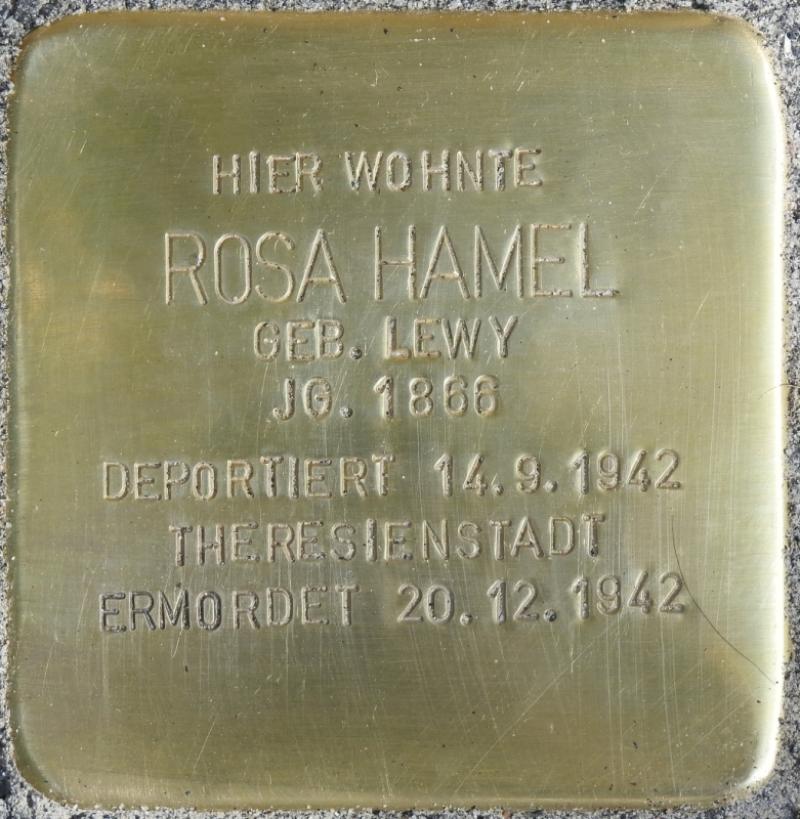 HIER WOHNTE
ROSA HAMEL
GEB. LEWY
JG. 1866
DEPORTIERT 14.9.1942
THERESIENSTADT
ERMORDET 20.12.1942